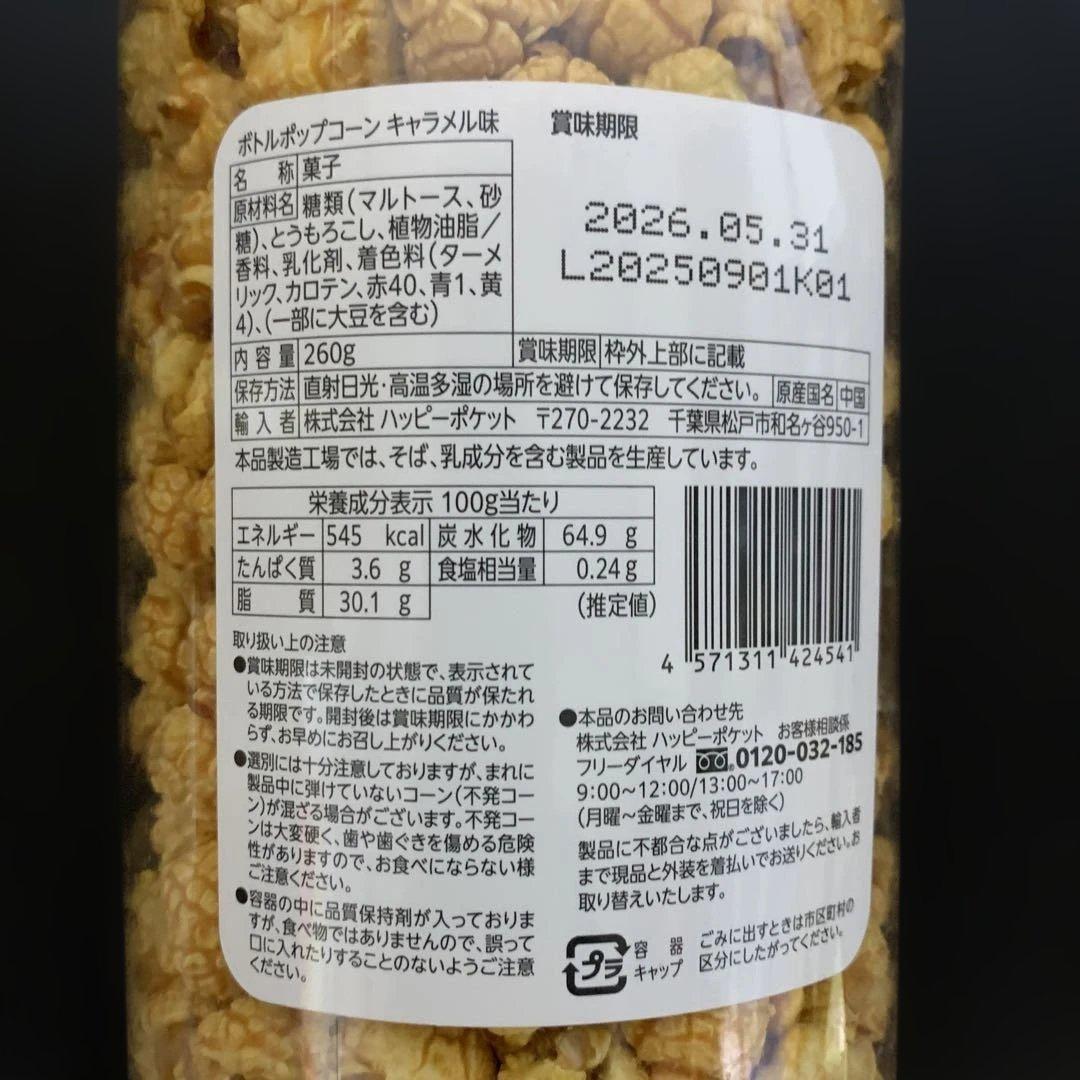 ボトルポップコーン キャラメル味
賞味期限
2026.05.31
L20250901K01
名称 菓子
原材料名 糖類(マルトース、砂
糖)、とうもろこし、植物油脂／
香料、乳化剤、着色料(ターメ
リック、カロテン、赤40、青1、黄
4)、(一部に大豆を含む)
内容量 260g 賞味期限 枠外上部に記載
保存方法 直射日光・高温多湿の場所を避けて保存してください。 原産国名 中国
輸入者 株式会社 ハッピーポケット 〒270-2232 千葉県松戸市和名ヶ谷950-1
本品製造工場では、そば、乳成分を含む製品を生産しています。
栄養成分表示 100g当たり
エネルギー 545 kcal 炭水化物 64.9 g
たんぱく質 3.6 g 食塩相当量 0.24g
脂質 30.1 g (推定値)
4 571311 424541
取り扱い上の注意
●賞味期限は未開封の状態で、表示されて
いる方法で保存したときに品質が保たれ
る期限です。開封後は賞味期限にかかわ
らず、お早めにお召し上がりください。
●選別には十分注意しておりますが、まれに
製品中に弾けていないコーン(不発コー
ン)が混ざる場合がございます。不発コー
ンは大変硬く、歯や歯ぐきを傷める危険
性がありますので、お食べにならない様
ご注意ください。
●容器の中に品質保持剤が入っておりま
すが、食べ物ではありませんので、誤って
口に入れたりすることのないようご注意
ください。
●本品のお問い合わせ先
株式会社 ハッピーポケット お客様相談係
フリーダイヤル 0120-032-185
9:00～12:00/13:00～17:00
(月曜～金曜まで、祝日を除く)
製品に不都合な点がございましたら、輸入者
まで現品と外装を着払いでお送りください。お
取り替えいたします。
プラ
容器
キャップ
ごみに出すときは市区町村の
区分にしたがってください。